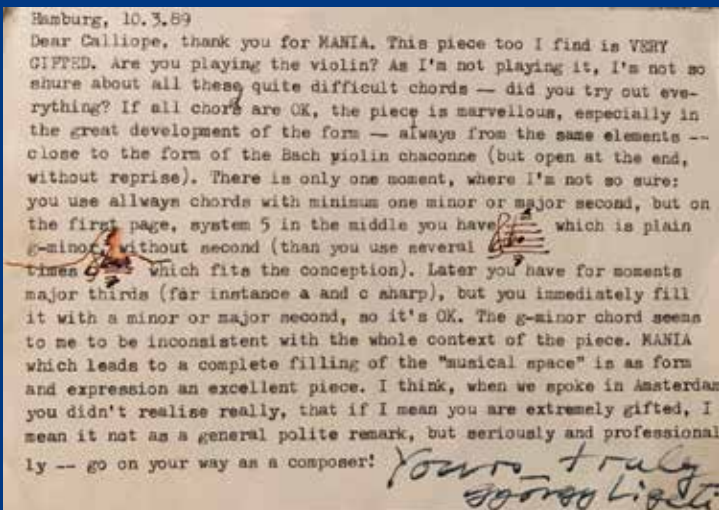 Hamburg, 10.3.89
Dear Calliope, thank you for MANIA. This piece too I find is VERY
GIFTED. Are you playing the violin? As I'm not playing it, I'm not so
shure about all these quite difficult chords — did you try out eve-
rything? If all chords are OK, the piece is marvellous, especially in
the great development of the form — always from the same elements --
close to the form of the Bach violin chaconne (but open at the end,
without reprise). There is only one moment, where I'm not so sure:
you use allways chords with minimum one minor or major second, but on
the first page, system 5 in the middle you have which is plain
g-minor, without second (than you use several
times which fits the conception). Later you have for moments
major thirds (for instance a and c sharp), but you immediately fill
it with a minor or major second, so it's OK. The g-minor chord seems
to me to be inconsistent with the whole context of the piece. MANIA
which leads to a complete filling of the "musical space" is as form
and expression an excellent piece. I think, when we spoke in Amsterdam
you didn't realise really, that if I mean you are extremely gifted, I
mean it not as a general polite remark, but seriously and professional
ly -- go on your way as a composer! Yours truly
György Ligeti